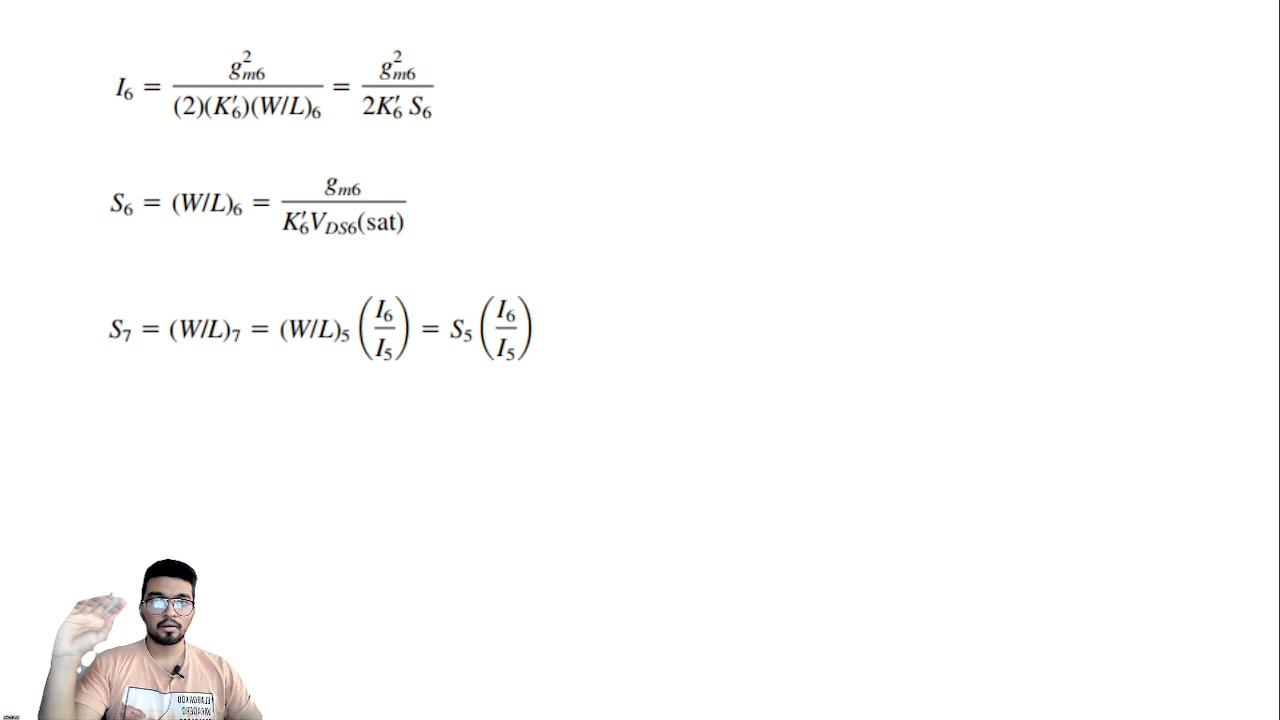 I₆ = g²ₘ₆ / (2)(K′₆)(W/L)₆ = g²ₘ₆ / 2K′₆ S₆
S₆ = (W/L)₆ = gₘ₆ / K′₆V_DS6(sat)
S₇ = (W/L)₇ = (W/L)₅ (I₆/I₅) = S₅ (I₆/I₅)